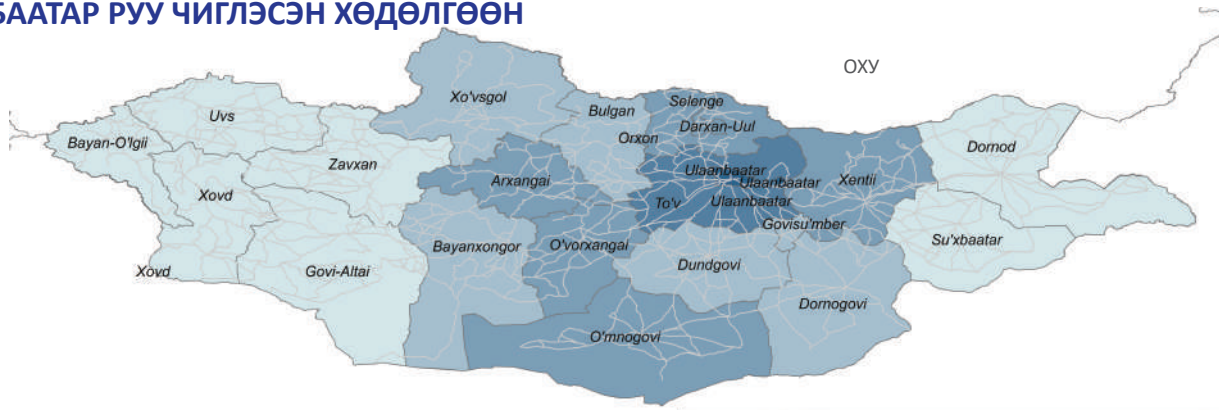 БААТАР РУУ ЧИГЛЭСЭН ХӨДӨЛГӨӨН
ОХУ
Xo'vsgol
Bulgan
Selenge
Uvs
Darxan-Uul
Bayan-O'lgii
Orxon
Dornod
Zavxan
Ulaanbaatar
Arxangai
Ulaanbaatar
Xentii
Xovd
To'v
Ulaanbaatar
Govisu'mber
Bayanxongor
O'vorxangai
Su'xbaatar
Xovd
Govi-Altai
Dundgovi
Dornogovi
O'mnogovi